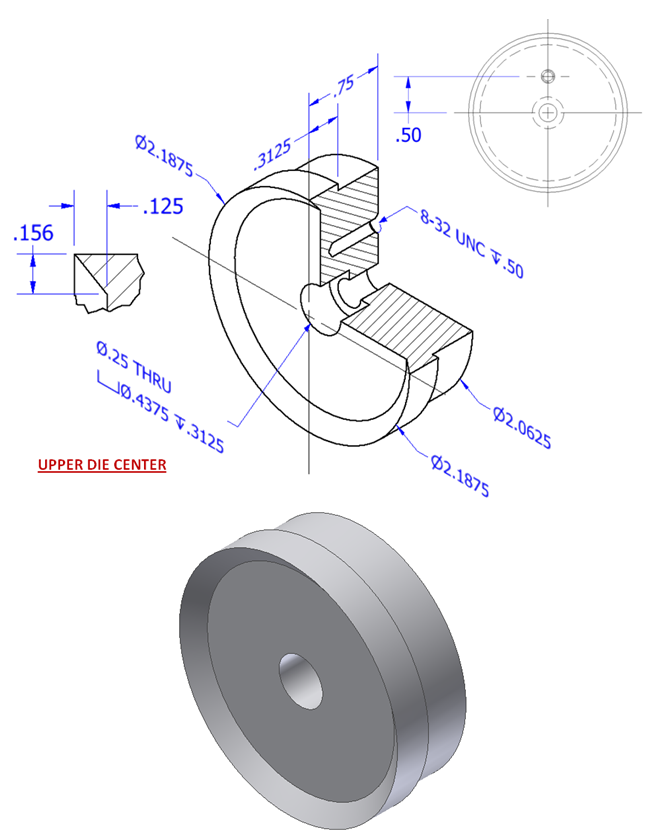 .75
.3125
Ø2.1875
.50
.125
.156
8-32 UNC ↧.50
Ø.25 THRU
⌴Ø.4375 ↧.3125
Ø2.0625
Ø2.1875
UPPER DIE CENTER